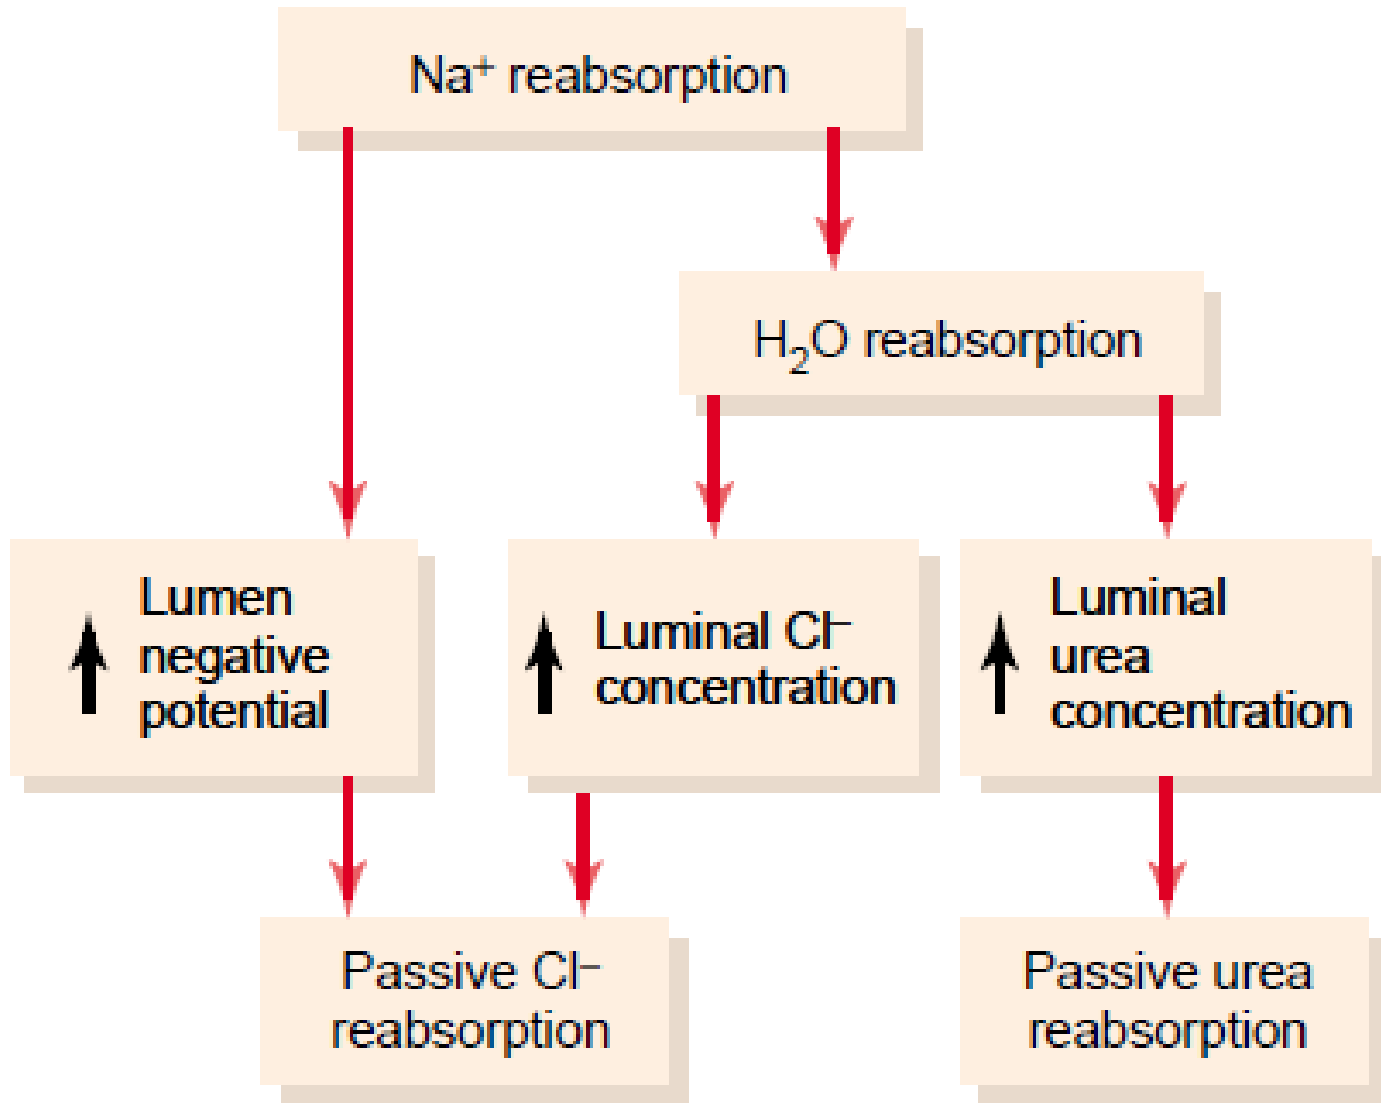 Na⁺ reabsorption
H₂O reabsorption
Lumen
negative
potential
Luminal Cl⁻
concentration
Luminal
urea
concentration
Passive Cl⁻
reabsorption
Passive urea
reabsorption